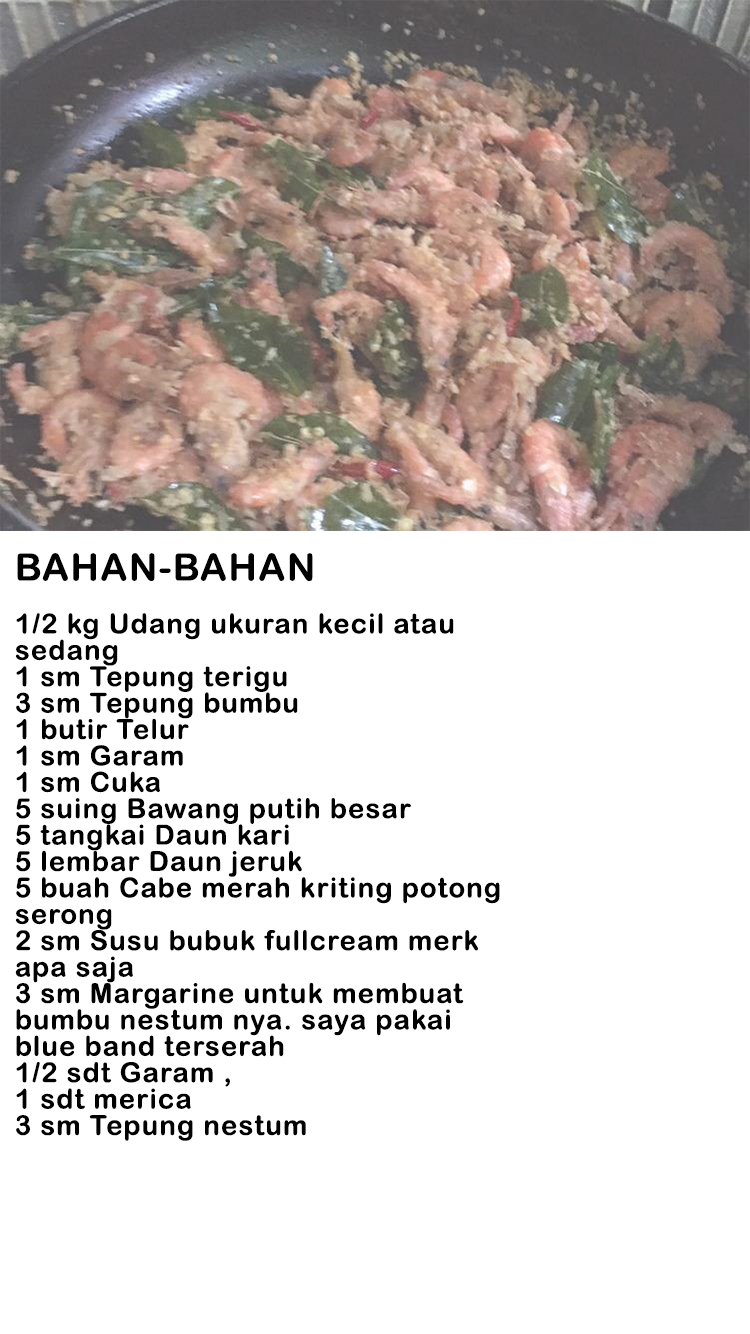 BAHAN-BAHAN
1/2 kg Udang ukuran kecil atau
sedang
1 sm Tepung terigu
3 sm Tepung bumbu
1 butir Telur
1 sm Garam
1 sm Cuka
5 suing Bawang putih besar
5 tangkai Daun kari
5 lembar Daun jeruk
5 buah Cabe merah kriting potong
serong
2 sm Susu bubuk fullcream merk
apa saja
3 sm Margarine untuk membuat
bumbu nestum nya. saya pakai
blue band terserah
1/2 sdt Garam ,
1 sdt merica
3 sm Tepung nestum